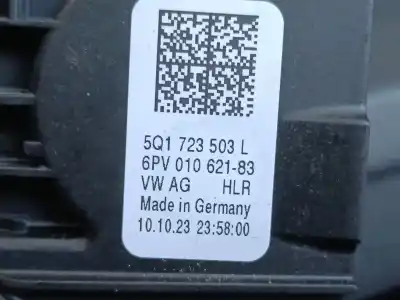 5Q1 723 503 L
6PV 010 621-83
VW AG HLR
Made in Germany
10.10.23 23:58:00